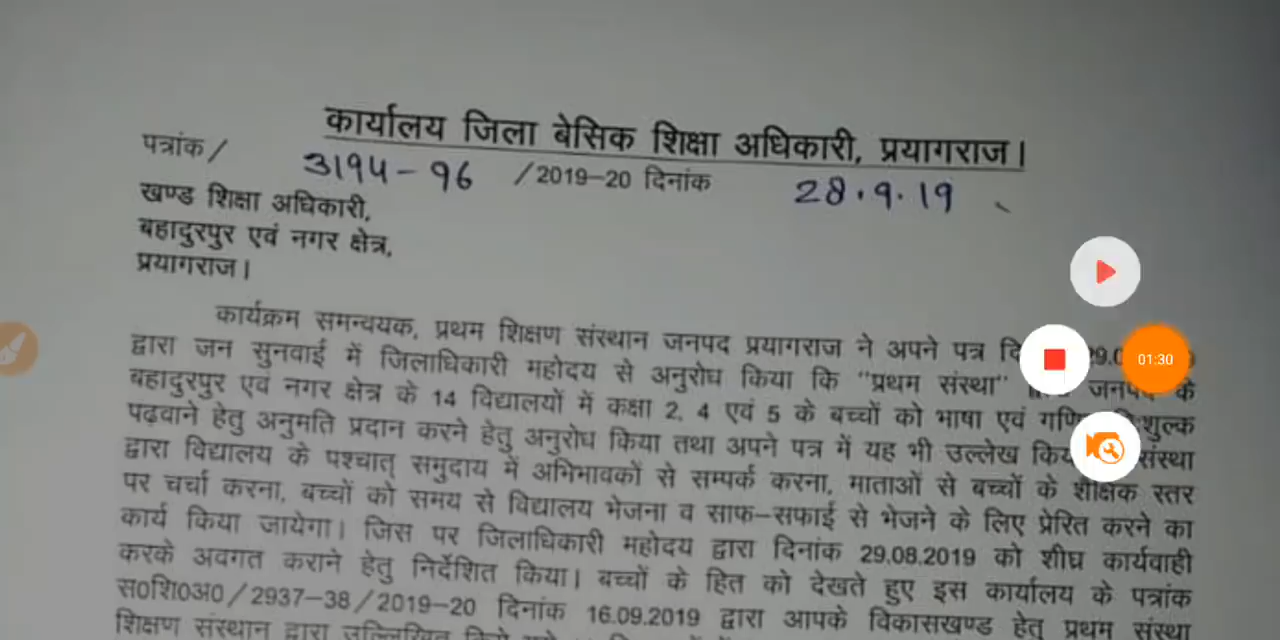 कार्यालय जिला बेसिक शिक्षा अधिकारी, प्रयागराज।
पत्रांक/ 3194-96 /2019-20 दिनांक 28.9.19
खण्ड शिक्षा अधिकारी,
बहादुरपुर एवं नगर क्षेत्र,
प्रयागराज।
कार्यक्रम समन्वयक, प्रथम शिक्षण संस्थान जनपद प्रयागराज ने अपने पत्र
द्वारा जन सुनवाई में जिलाधिकारी महोदय से अनुरोध किया कि "प्रथम संस्था" जनपद के
बहादुरपुर एवं नगर क्षेत्र के 14 विद्यालयों में कक्षा 2, 4 एवं 5 के बच्चों को भाषा एवं
पढ़वाने हेतु अनुमति प्रदान करने हेतु अनुरोध किया तथा अपने पत्र में यह भी उल्लेख संस्था
द्वारा विद्यालय के पश्चात् समुदाय में अभिभावकों से सम्पर्क करना, माताओं से बच्चों के शैक्षिक स्तर
पर चर्चा करना, बच्चों को समय से विद्यालय भेजना व साफ-सफाई से भेजने के लिए प्रेरित करने का
कार्य किया जायेगा। जिस पर जिलाधिकारी महोदय द्वारा दिनांक 29.08.2019 को शीघ्र कार्यवाही
करके अवगत कराने हेतु निर्देशित किया। बच्चों के हित को देखते हुए इस कार्यालय के पत्रांक
स0शि0अ0/2937-38/2019-20 दिनांक 16.09.2019 द्वारा आपके विकासखण्ड हेतु प्रथम संस्था
शिक्षण संस्थान द्वारा
01:30